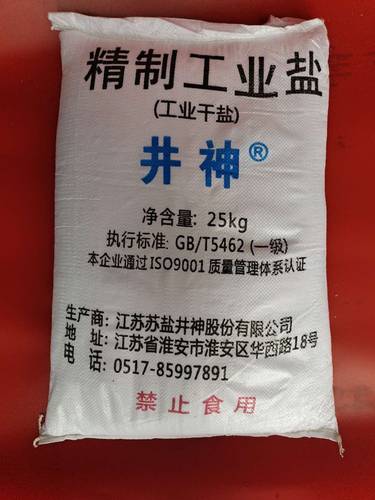 精制工业盐
(工业干盐)
井神®
净含量: 25kg
执行标准: GB/T5462 (一级)
本企业通过ISO9001质量管理体系认证
生产商: 江苏苏盐井神股份有限公司
地　址: 江苏省淮安市淮安区华西路18号
电　话: 0517-85997891
禁止食用